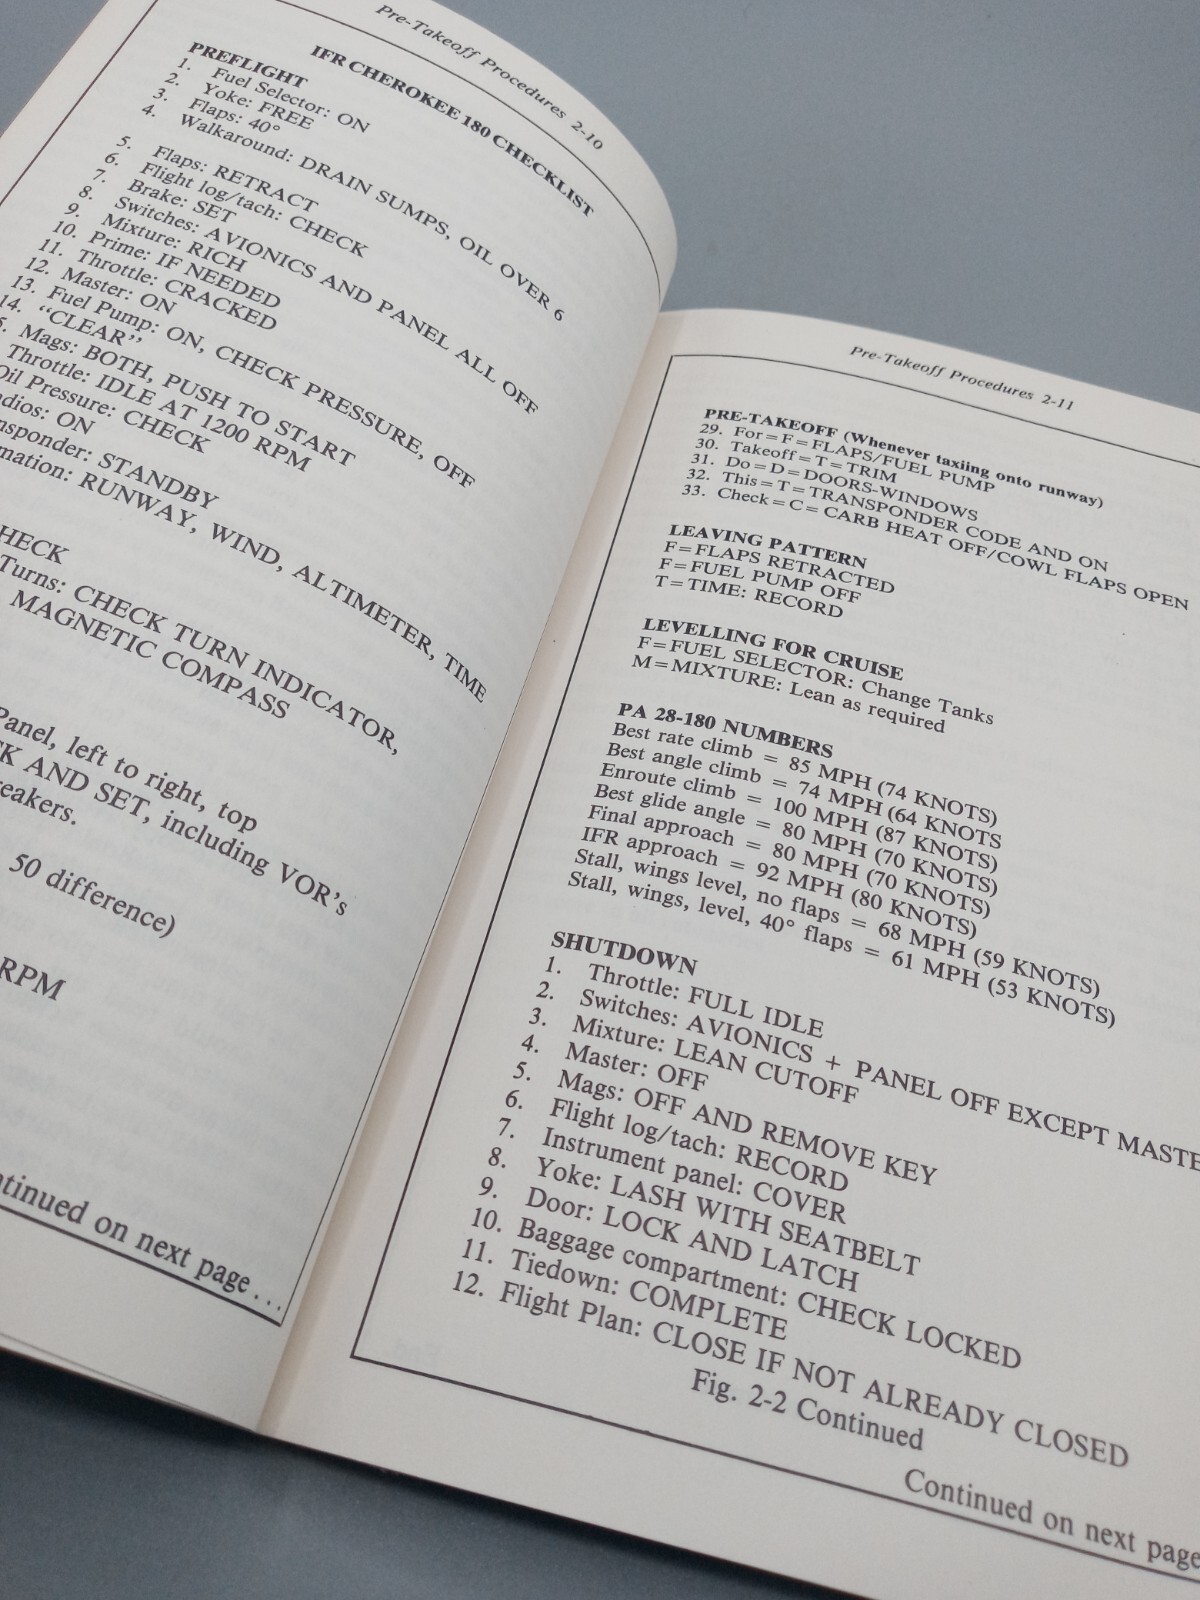 Pre-Takeoff Procedures 2-10
IFR CHEROKEE 180 CHECKLIST
PREFLIGHT
1. Fuel Selector: ON
2. Yoke: FREE
3. Flaps: 40°
4. Walkaround: DRAIN SUMPS, OIL OVER 6
5. Flaps: RETRACT
6. Flight log/tach: CHECK
7. Brake: SET
8. Switches: AVIONICS AND PANEL ALL OFF
9. Mixture: RICH
10. Prime: IF NEEDED
11. Throttle: CRACKED
12. Master: ON
13. Fuel Pump: ON, CHECK PRESSURE, OFF
14. "CLEAR"
5. Mags: BOTH, PUSH TO START
Throttle: IDLE AT 1200 RPM
Oil Pressure: CHECK
dios: ON
nsponder: STANDBY
mation: RUNWAY, WIND, ALTIMETER, TIME
HECK
Turns: CHECK TURN INDICATOR,
MAGNETIC COMPASS
Panel, left to right, top
K AND SET, including VOR's
reakers.
50 difference)
RPM
ntinued on next page...
Pre-Takeoff Procedures 2-11
PRE-TAKEOFF (Whenever taxiing onto runway)
29. For=F=FLAPS/FUEL PUMP
30. Takeoff=T=TRIM
31. Do=D=DOORS-WINDOWS
32. This=T=TRANSPONDER CODE AND ON
33. Check=C=CARB HEAT OFF/COWL FLAPS OPEN
LEAVING PATTERN
F=FLAPS RETRACTED
F=FUEL PUMP OFF
T=TIME: RECORD
LEVELLING FOR CRUISE
F=FUEL SELECTOR: Change Tanks
M=MIXTURE: Lean as required
PA 28-180 NUMBERS
Best rate climb = 85 MPH (74 KNOTS)
Best angle climb = 74 MPH (64 KNOTS
Enroute climb = 100 MPH (87 KNOTS)
Best glide angle = 80 MPH (70 KNOTS)
Final approach = 80 MPH (70 KNOTS)
IFR approach = 92 MPH (80 KNOTS)
Stall, wings level, no flaps = 68 MPH (59 KNOTS)
Stall, wings, level, 40° flaps = 61 MPH (53 KNOTS)
SHUTDOWN
1. Throttle: FULL IDLE
2. Switches: AVIONICS + PANEL OFF EXCEPT MASTE
3. Mixture: LEAN CUTOFF
4. Master: OFF
5. Mags: OFF AND REMOVE KEY
6. Flight log/tach: RECORD
7. Instrument panel: COVER
8. Yoke: LASH WITH SEATBELT
9. Door: LOCK AND LATCH
10. Baggage compartment: CHECK LOCKED
11. Tiedown: COMPLETE
12. Flight Plan: CLOSE IF NOT ALREADY CLOSED
Fig. 2-2 Continued
Continued on next page